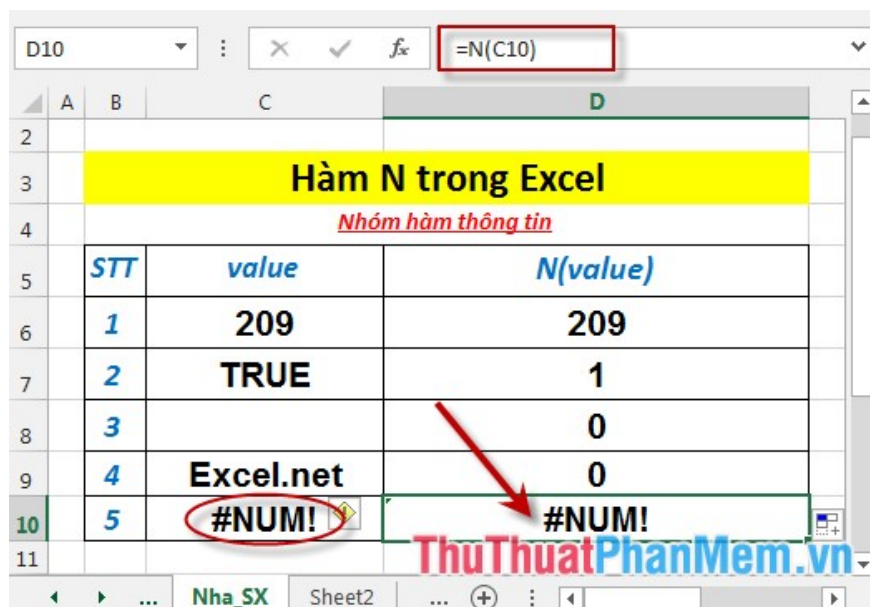 D10 fx =N(C10)
A B C D
2
3 Hàm N trong Excel
4 Nhóm hàm thông tin
5 STT value N(value)
6 1 209 209
7 2 TRUE 1
8 3 0
9 4 Excel.net 0
10 5 #NUM! #NUM!
11
ThuThuatPhanMem.vn
... Nha_SX Sheet2 ...